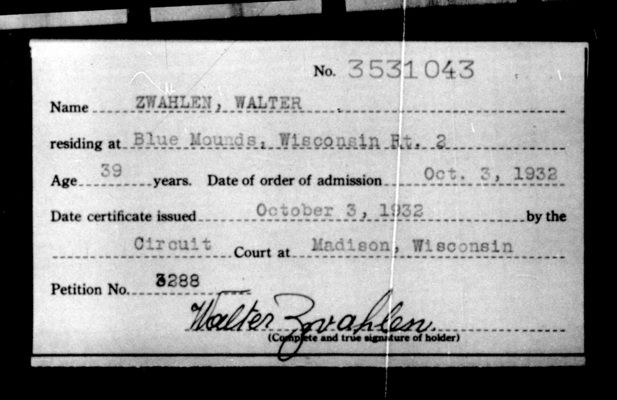 No. 3531043
Name ZWAHLEN, WALTER
residing at Blue Mounds, Wisconsin Rt. 2
Age 39 years. Date of order of admission Oct. 3, 1932
Date certificate issued October 3, 1932 by the
Circuit Court at Madison, Wisconsin
Petition No. 3288
Walter Zwahlen.
(Complete and true signature of holder)